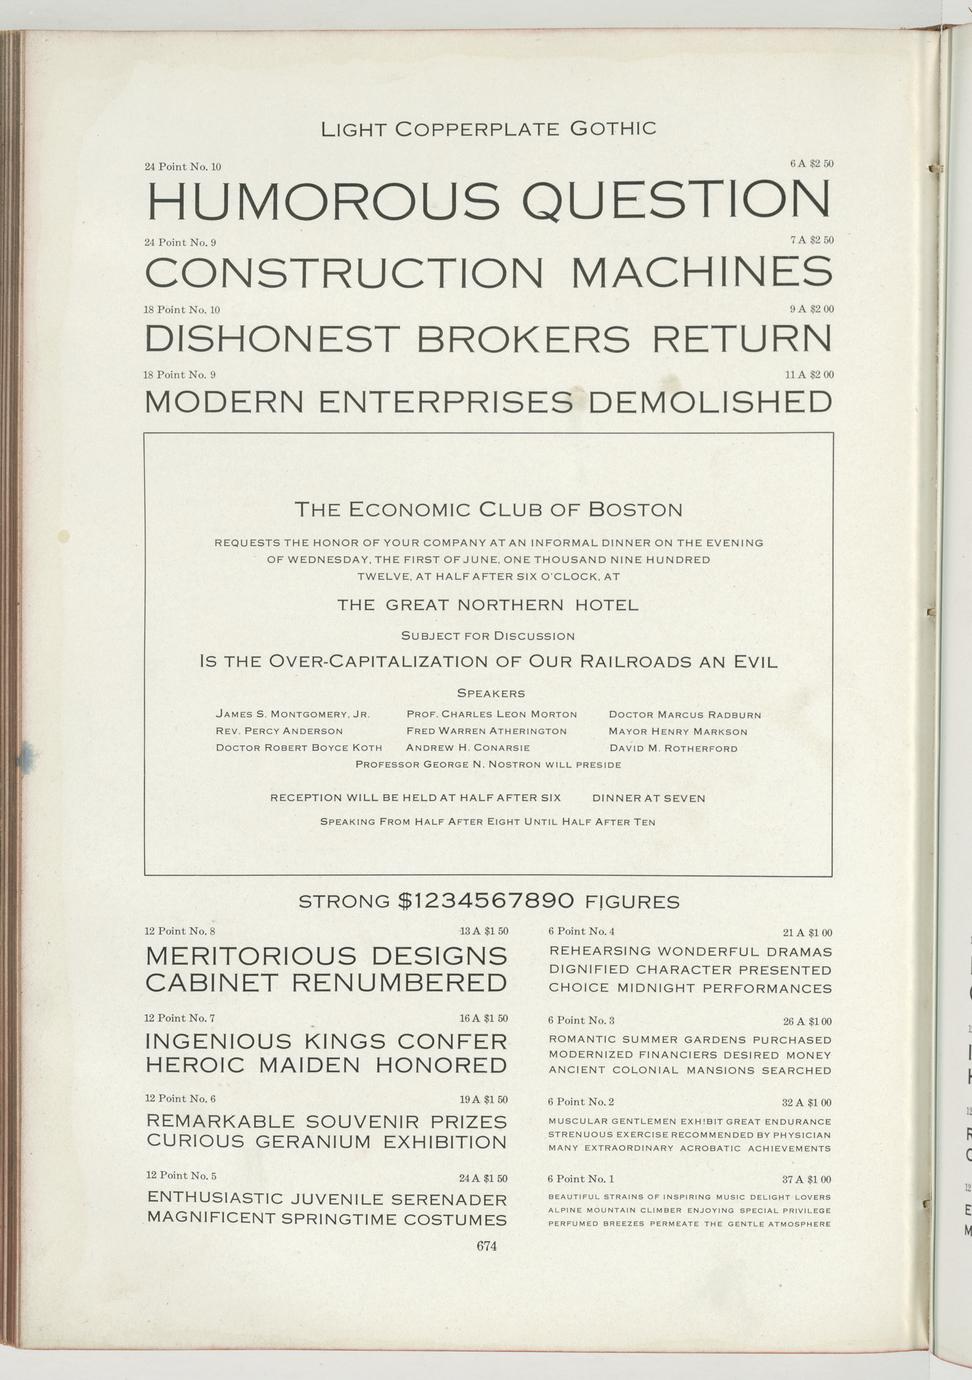 Light Copperplate Gothic
24 Point No. 10 6 A $2 50
HUMOROUS QUESTION
24 Point No. 9 7 A $2 50
CONSTRUCTION MACHINES
18 Point No. 10 9 A $2 00
DISHONEST BROKERS RETURN
18 Point No. 9 11 A $2 00
MODERN ENTERPRISES DEMOLISHED
The Economic Club of Boston
REQUESTS THE HONOR OF YOUR COMPANY AT AN INFORMAL DINNER ON THE EVENING
OF WEDNESDAY, THE FIRST OF JUNE, ONE THOUSAND NINE HUNDRED
TWELVE, AT HALF AFTER SIX O'CLOCK, AT
THE GREAT NORTHERN HOTEL
Subject for Discussion
Is the Over-Capitalization of Our Railroads an Evil
Speakers
James S. Montgomery, Jr. Prof. Charles Leon Morton Doctor Marcus Radburn
Rev. Percy Anderson Fred Warren Atherington Mayor Henry Markson
Doctor Robert Boyce Koth Andrew H. Conarsie David M. Rotherford
Professor George N. Nostron will preside
RECEPTION WILL BE HELD AT HALF AFTER SIX DINNER AT SEVEN
Speaking From Half After Eight Until Half After Ten
STRONG $1234567890 FIGURES
12 Point No. 8 13 A $1 50
MERITORIOUS DESIGNS
CABINET RENUMBERED
12 Point No. 7 16 A $1 50
INGENIOUS KINGS CONFER
HEROIC MAIDEN HONORED
12 Point No. 6 19 A $1 50
REMARKABLE SOUVENIR PRIZES
CURIOUS GERANIUM EXHIBITION
12 Point No. 5 24 A $1 50
ENTHUSIASTIC JUVENILE SERENADER
MAGNIFICENT SPRINGTIME COSTUMES
6 Point No. 4 21 A $1 00
REHEARSING WONDERFUL DRAMAS
DIGNIFIED CHARACTER PRESENTED
CHOICE MIDNIGHT PERFORMANCES
6 Point No. 3 26 A $1 00
ROMANTIC SUMMER GARDENS PURCHASED
MODERNIZED FINANCIERS DESIRED MONEY
ANCIENT COLONIAL MANSIONS SEARCHED
6 Point No. 2 32 A $1 00
MUSCULAR GENTLEMEN EXHIBIT GREAT ENDURANCE
STRENUOUS EXERCISE RECOMMENDED BY PHYSICIAN
MANY EXTRAORDINARY ACROBATIC ACHIEVEMENTS
6 Point No. 1 37 A $1 00
BEAUTIFUL STRAINS OF INSPIRING MUSIC DELIGHT LOVERS
ALPINE MOUNTAIN CLIMBER ENJOYING SPECIAL PRIVILEGE
PERFUMED BREEZES PERMEATE THE GENTLE ATMOSPHERE
674